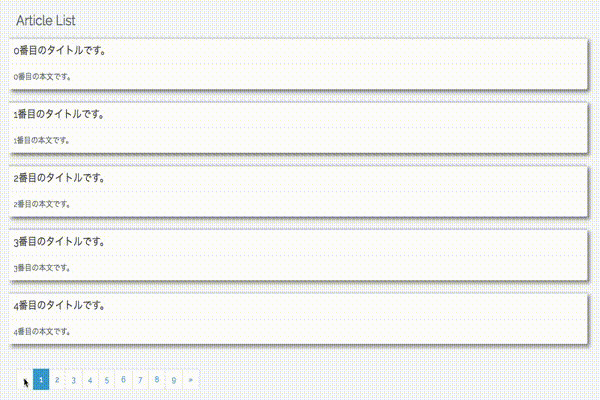 Article List
0番目のタイトルです。
0番目の本文です。
1番目のタイトルです。
1番目の本文です。
2番目のタイトルです。
2番目の本文です。
3番目のタイトルです。
3番目の本文です。
4番目のタイトルです。
4番目の本文です。
1 2 3 4 5 6 7 8 9 »